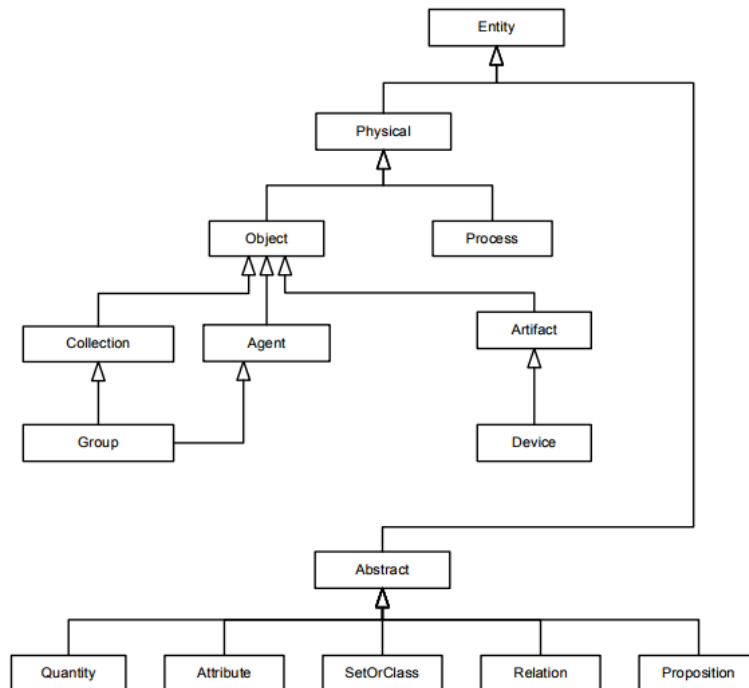 Entity
Physical
Object
Process
Collection
Agent
Artifact
Group
Device
Abstract
Quantity
Attribute
SetOrClass
Relation
Proposition